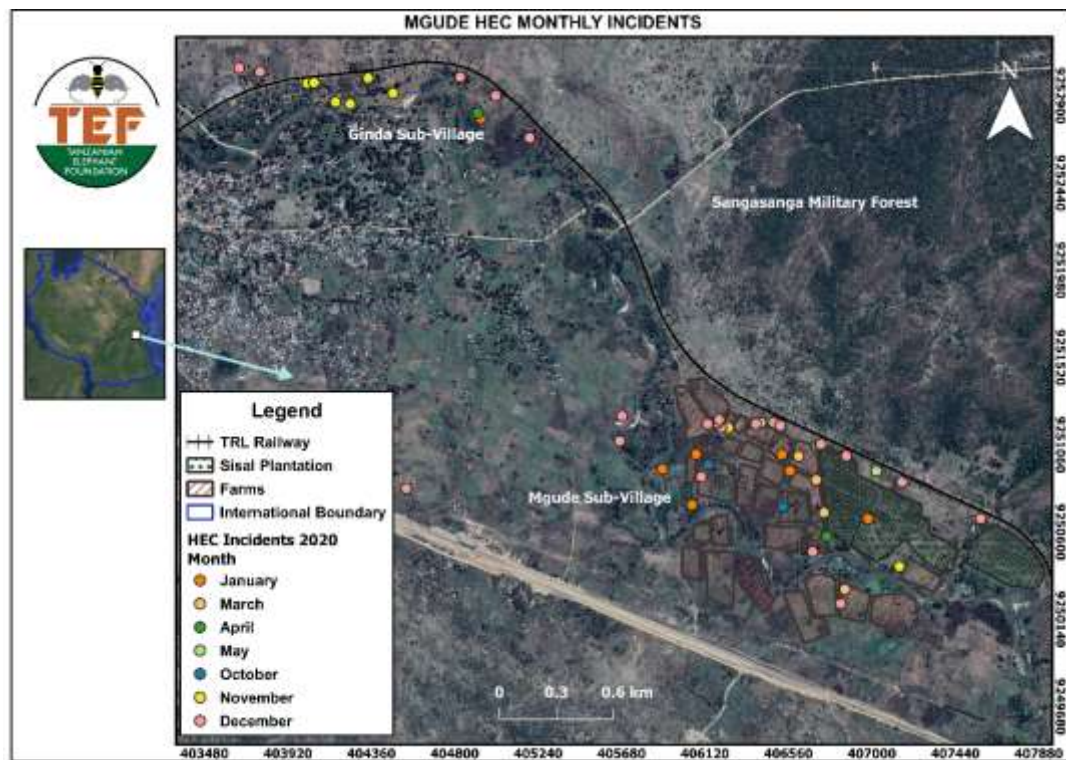 MGUDE HEC MONTHLY INCIDENTS
TEF
TANZANIAN
ELEPHANT
FOUNDATION
Ginda Sub-Village
Sangasanga Military Forest
N
Mgude Sub-Village
Legend
TRL Railway
Sisal Plantation
Farms
International Boundary
HEC Incidents 2020
Month
January
March
April
May
October
November
December
0 0.3 0.6 km
9252900
9252440
9251980
9251520
9251060
9250600
9250140
9249680
403480 403920 404360 404800 405240 405680 406120 406560 407000 407440 407880